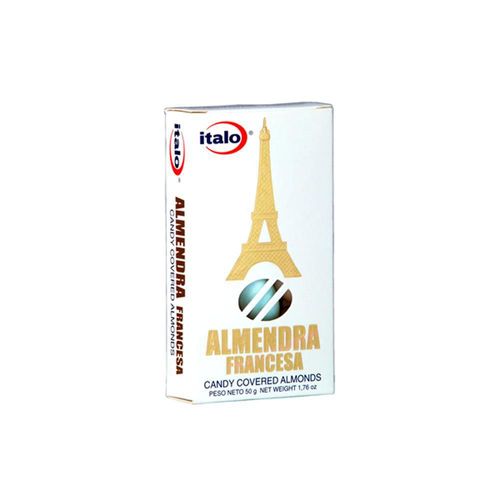 italo®
ALMENDRA
FRANCESA
CANDY COVERED ALMONDS
PESO NETO 50 g NET WEIGHT 1,76 oz
italo®
ALMENDRA FRANCESA
CANDY COVERED ALMONDS